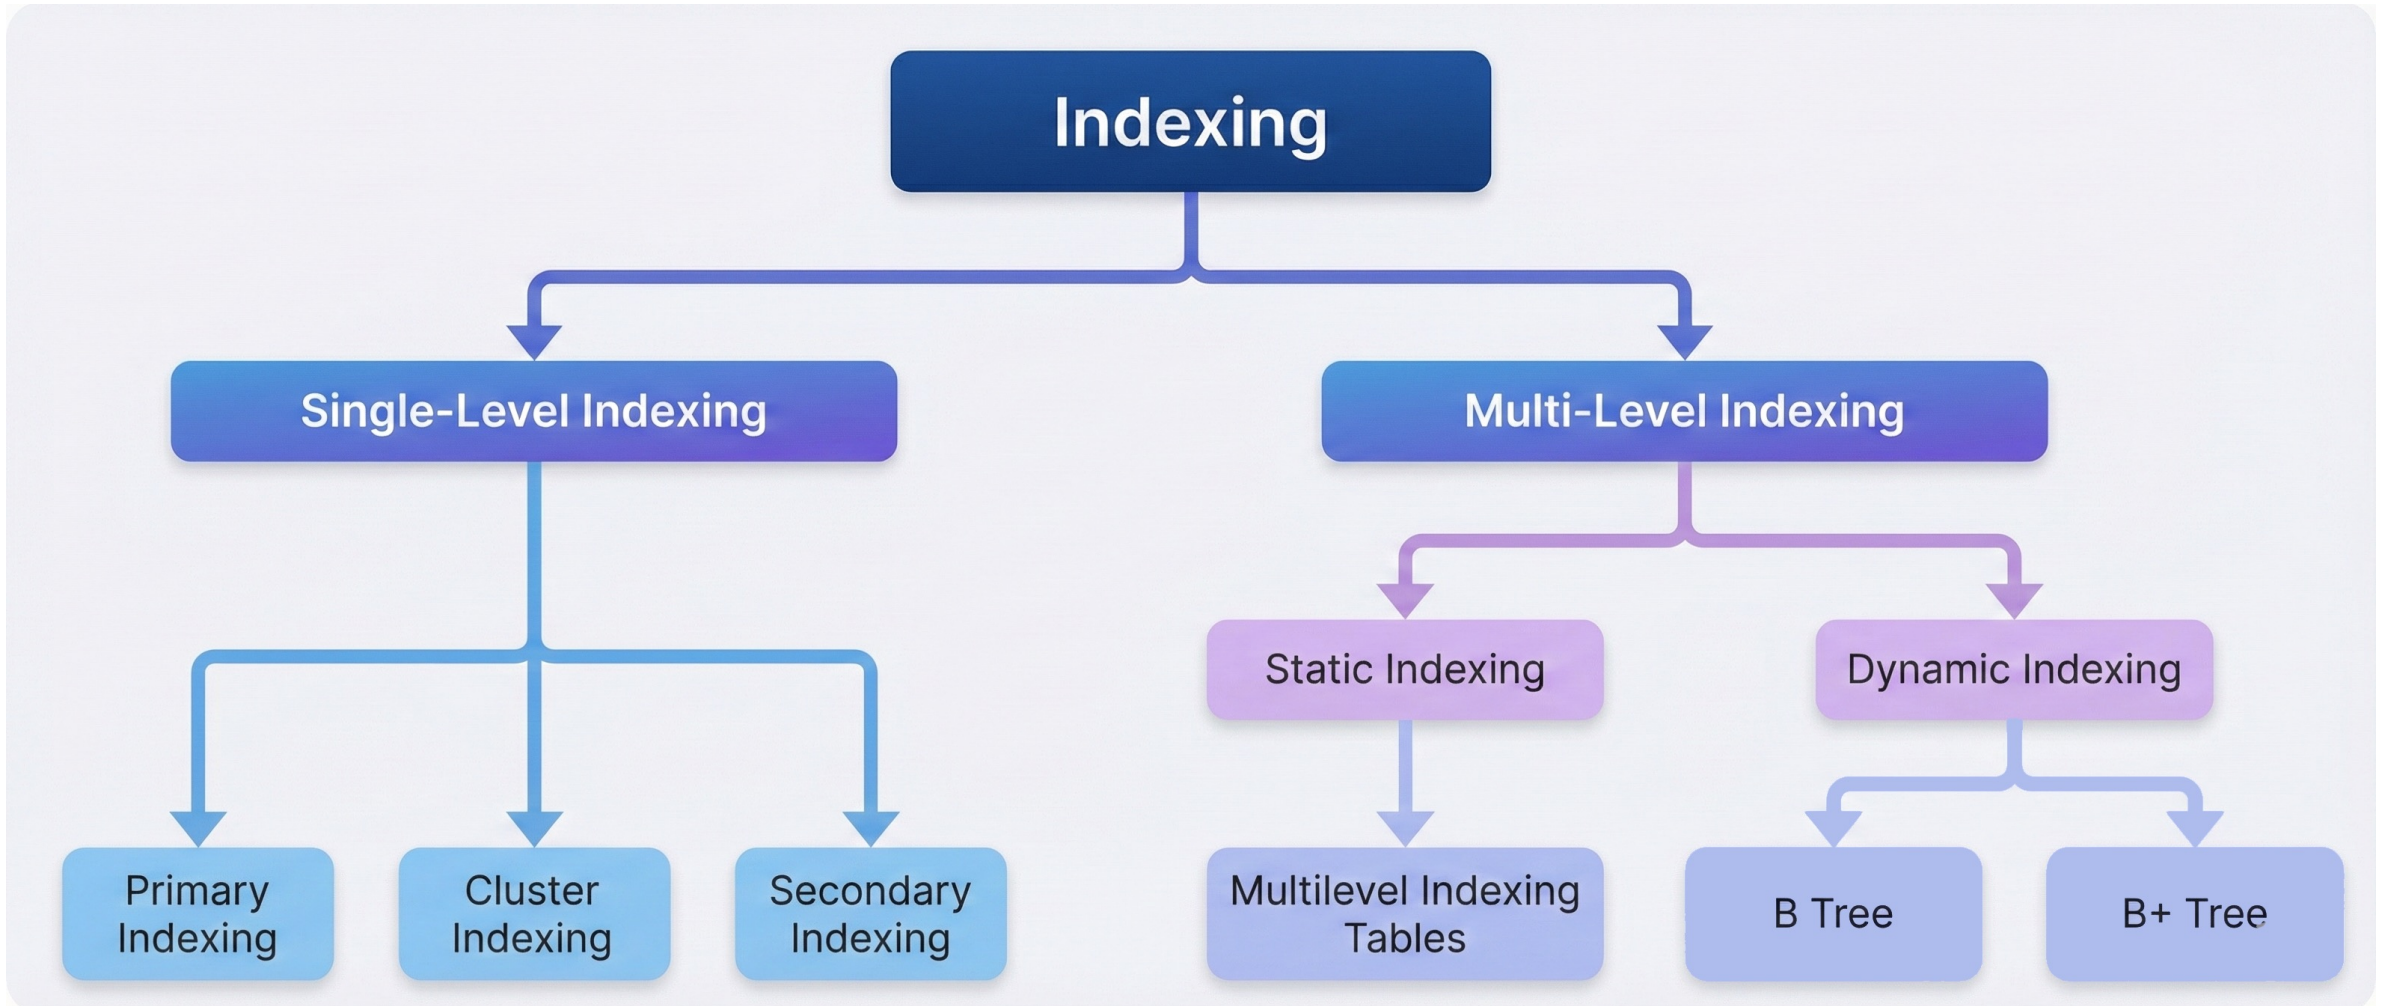 Indexing
Single-Level Indexing
Multi-Level Indexing
Static Indexing
Dynamic Indexing
Primary
Indexing
Cluster
Indexing
Secondary
Indexing
Multilevel Indexing
Tables
B Tree
B+ Tree